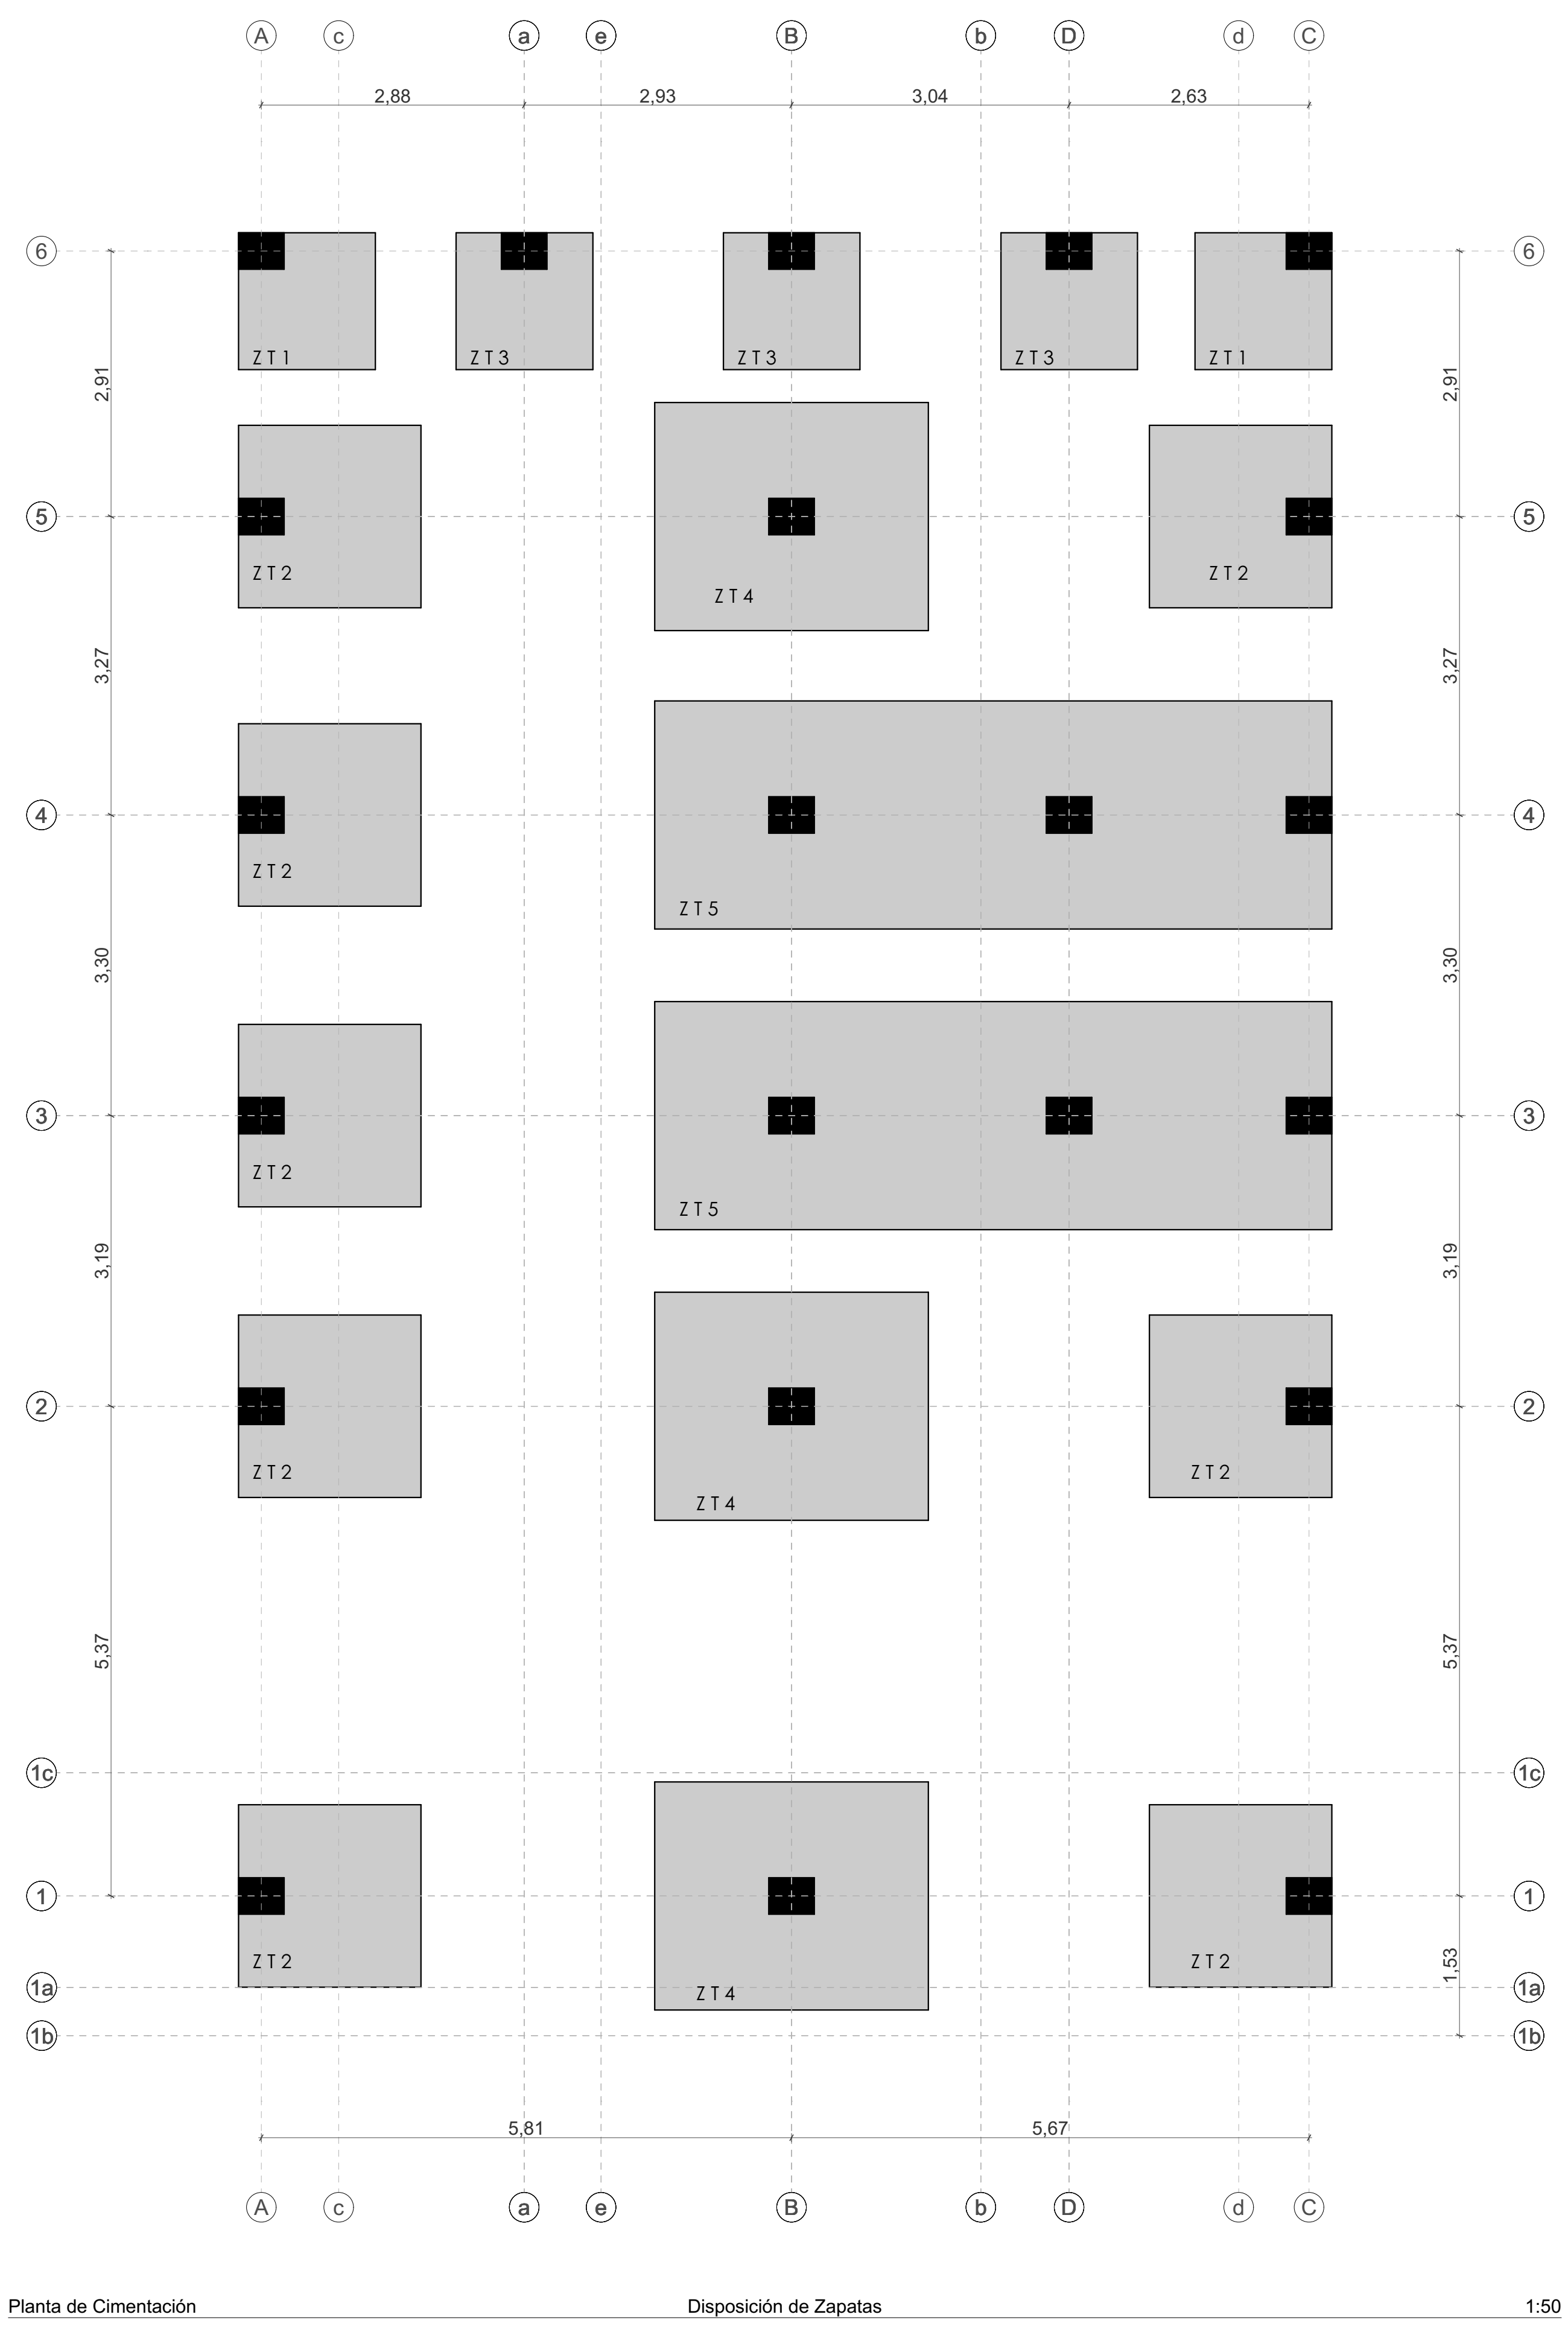 A c a e B b D d C
2,88 2,93 3,04 2,63
6 6
ZT1 ZT3 ZT3 ZT3 ZT1
2,91 2,91
5 5
ZT2 ZT4 ZT2
3,27 3,27
4 4
ZT2 ZT5
3,30 3,30
3 3
ZT2 ZT5
3,19 3,19
2 2
ZT2 ZT4 ZT2
5,37 5,37
1c 1c
1 1
ZT2 ZT4 ZT2
1,53
1a 1a
1b 1b
5,81 5,67
A c a e B b D d C
Planta de Cimentación Disposición de Zapatas 1:50